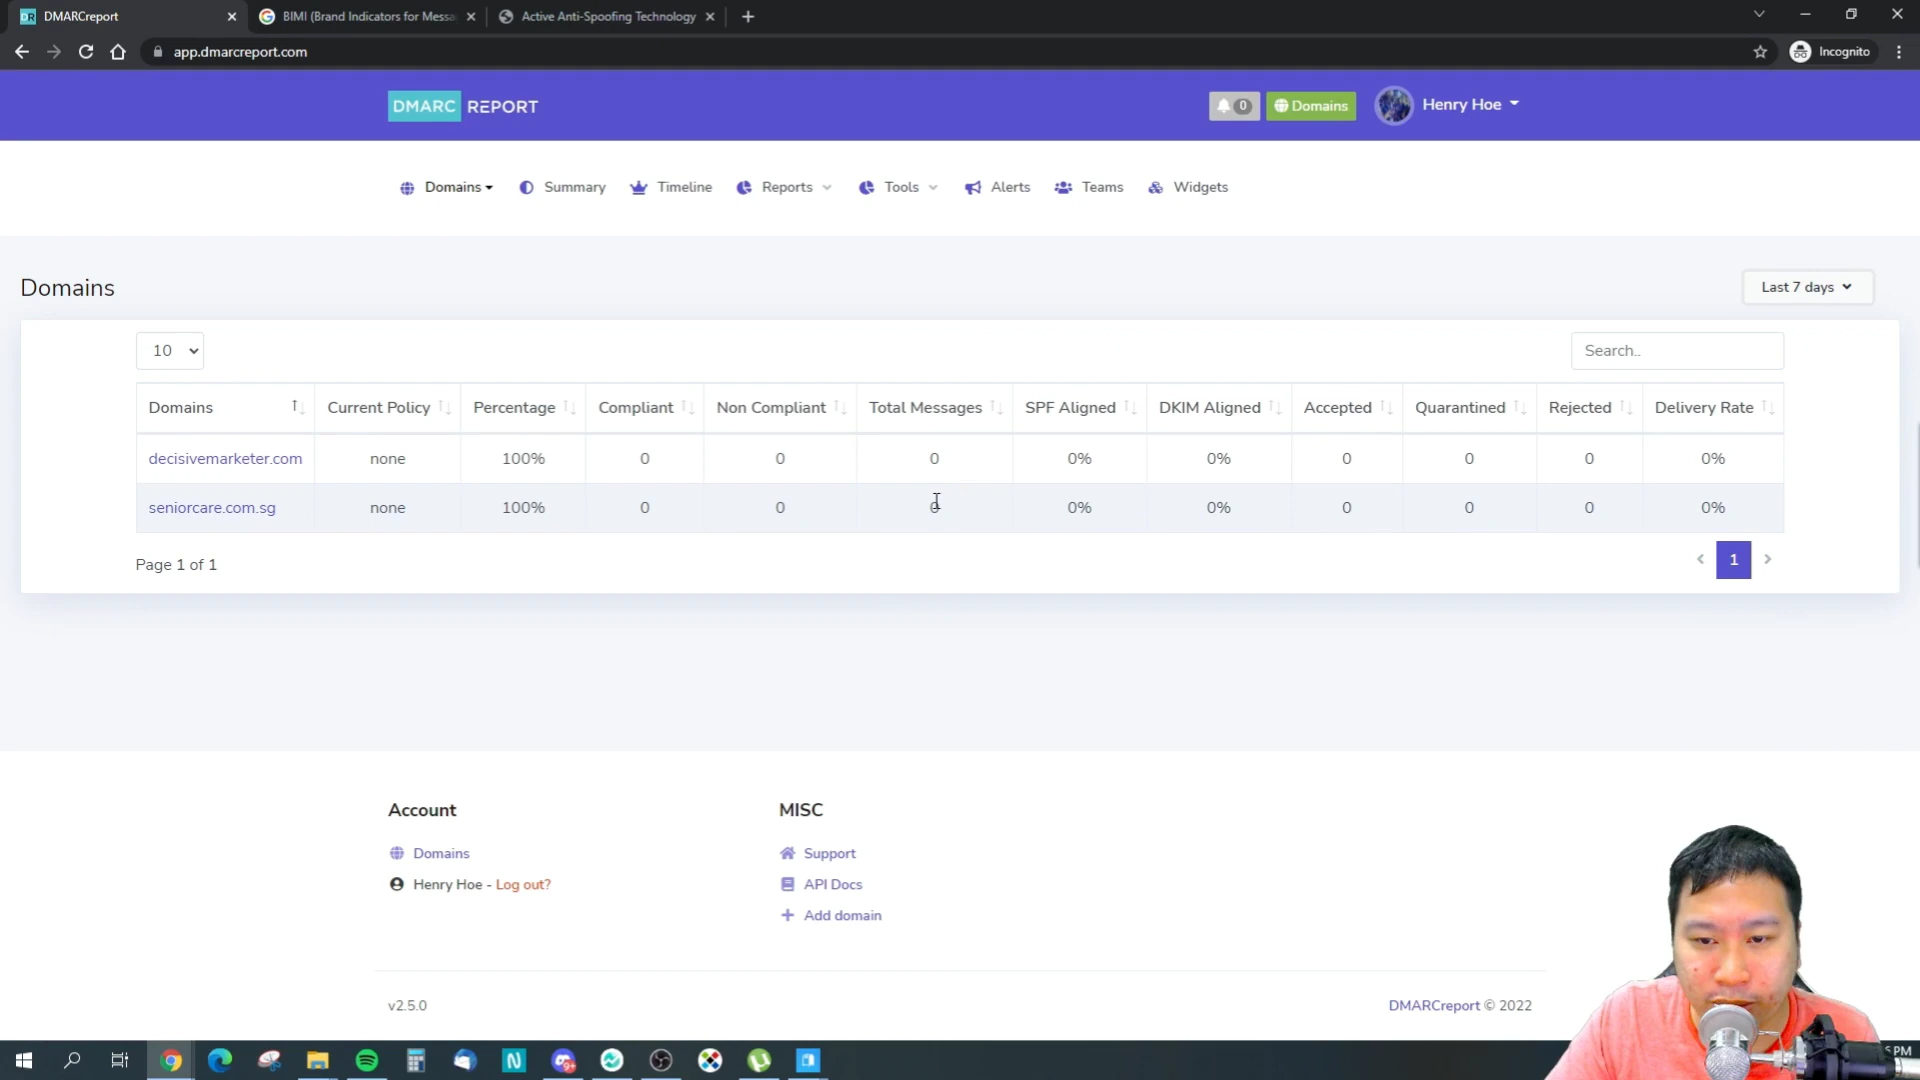 DR DMARCreport
BIMI (Brand Indicators for Messa
Active Anti-Spoofing Technology
app.dmarcreport.com
Incognito
DMARC REPORT
0
Domains
Henry Hoe
Domains
Summary
Timeline
Reports
Tools
Alerts
Teams
Widgets
Domains
Last 7 days
10
Search..
Domains Current Policy Percentage Compliant Non Compliant Total Messages SPF Aligned DKIM Aligned Accepted Quarantined Rejected Delivery Rate
decisivemarketer.com none 100% 0 0 0 0% 0% 0 0 0 0%
seniorcare.com.sg none 100% 0 0 0 0% 0% 0 0 0 0%
Page 1 of 1
1
Account
MISC
Domains
Support
Henry Hoe - Log out?
API Docs
Add domain
v2.5.0
DMARCreport © 2022
PM